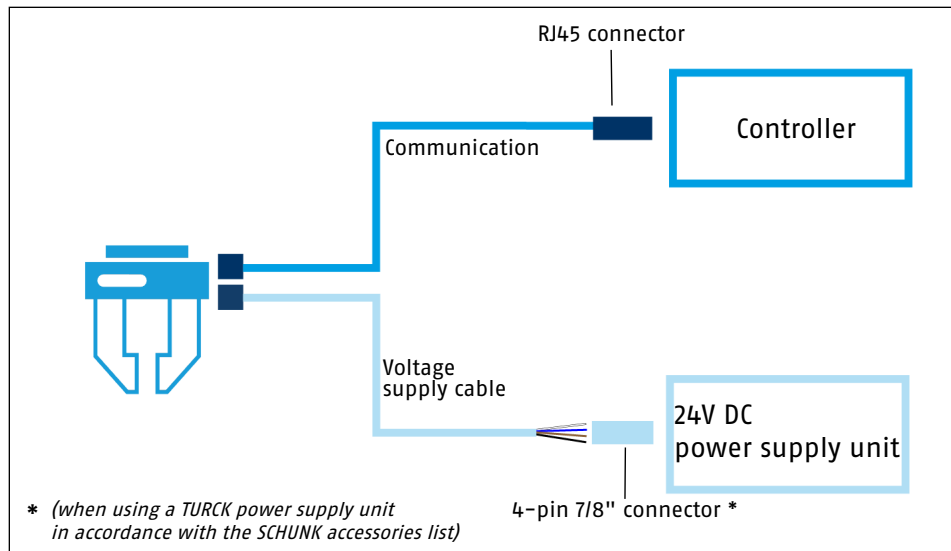 RJ45 connector
Controller
Communication
Voltage
supply cable
24V DC
power supply unit
4-pin 7/8" connector *
* (when using a TURCK power supply unit
in accordance with the SCHUNK accessories list)